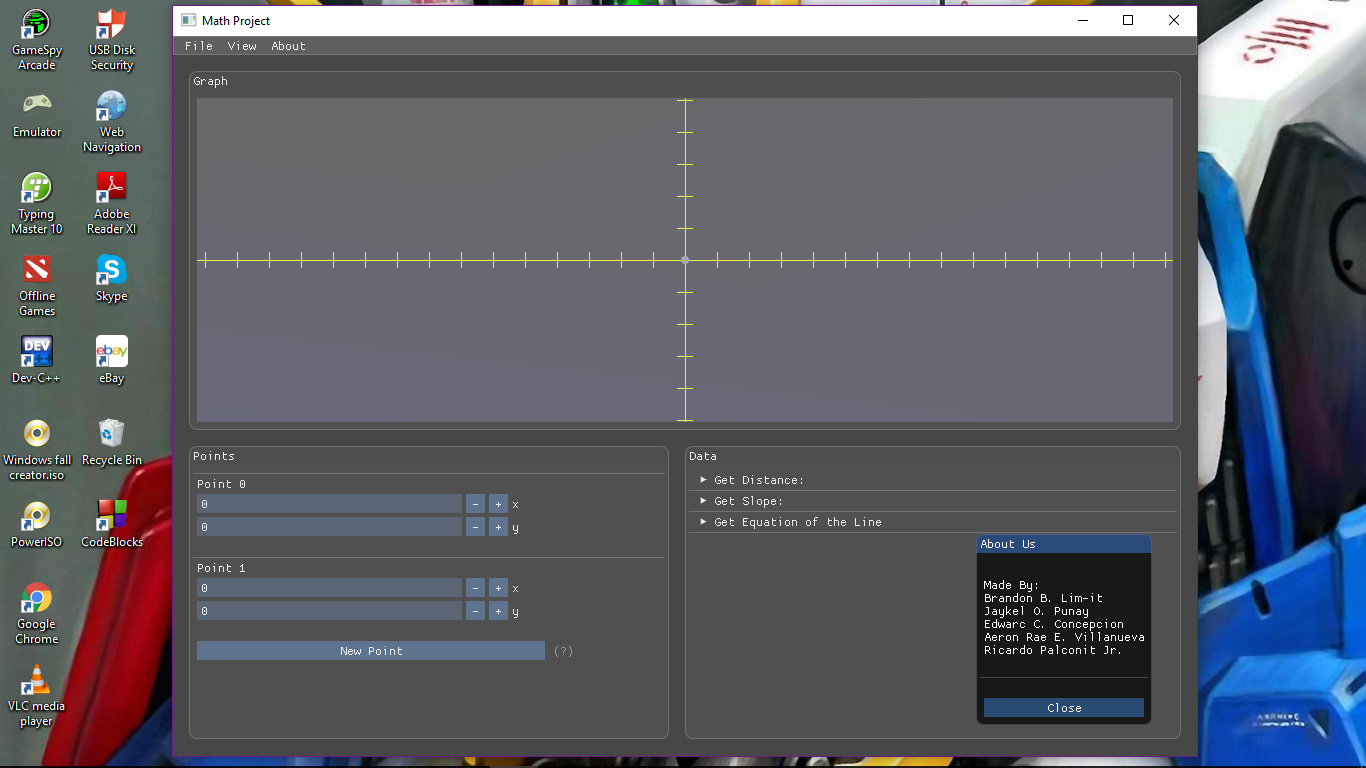 GameSpy
Arcade
USB Disk
Security
Emulator
Web
Navigation
Typing
Master 10
Adobe
Reader XI
Offline
Games
Skype
DEV
Dev-C++
ebay
eBay
Windows fall
creator.iso
Recycle Bin
PowerISO
CodeBlocks
Google
Chrome
VLC media
player
Math Project
File View About
Graph
Points
Point 0
0 - + x
0 - + y
Point 1
0 - + x
0 - + y
New Point (?)
Data
Get Distance:
Get Slope:
Get Equation of the Line
About Us
Made By:
Brandon B. Lim-it
Jaykel O. Punay
Edwarc C. Concepcion
Aeron Rae E. Villanueva
Ricardo Palconit Jr.
Close